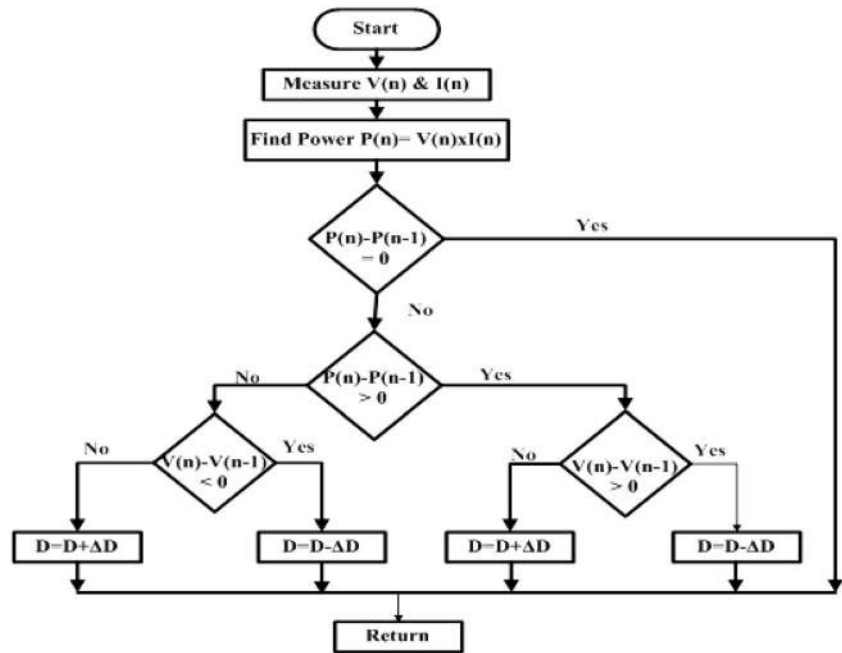 Start
Measure V(n) & I(n)
Find Power P(n)= V(n)xI(n)
P(n)-P(n-1)
= 0
Yes
No
P(n)-P(n-1)
> 0
No
Yes
V(n)-V(n-1)
< 0
No
Yes
V(n)-V(n-1)
> 0
No
Yes
D=D+ΔD
D=D-ΔD
D=D+ΔD
D=D-ΔD
Return